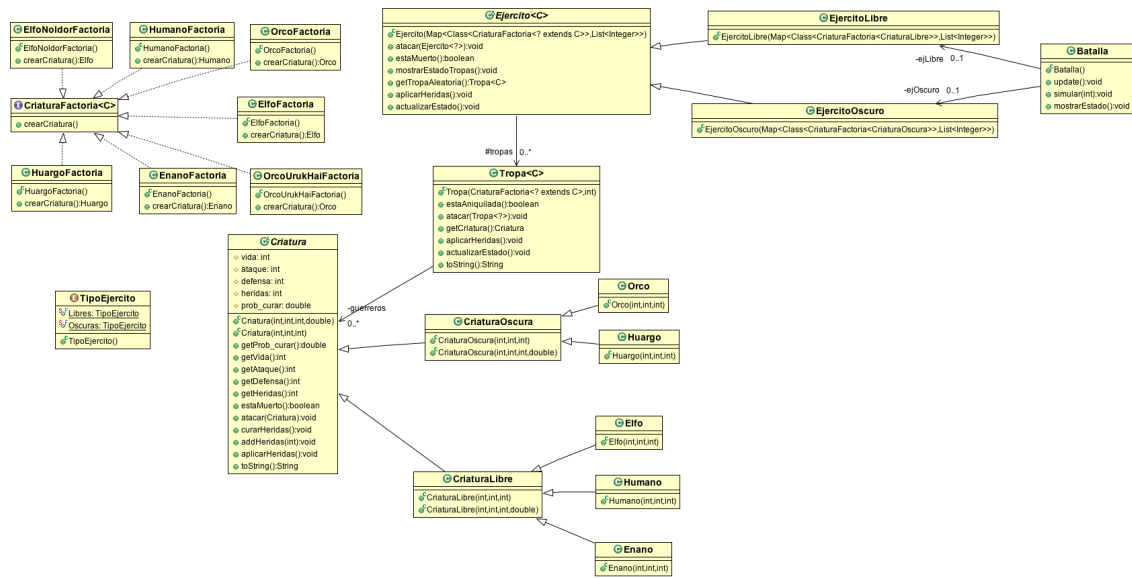 ElfoNoldorFactoria
ElfoNoldorFactoria()
crearCriatura():Elfo
HumanoFactoria
HumanoFactoria()
crearCriatura():Humano
OrcoFactoria
OrcoFactoria()
crearCriatura():Orco
CriaturaFactoria<C>
crearCriatura()
ElfoFactoria
ElfoFactoria()
crearCriatura():Elfo
HuargoFactoria
HuargoFactoria()
crearCriatura():Huargo
EnanoFactoria
EnanoFactoria()
crearCriatura():Enano
OrcoUrukHaiFactoria
OrcoUrukHaiFactoria()
crearCriatura():Orco
Ejercito<C>
Ejercito(Map<Class<CriaturaFactoria<? extends C>>,List<Integer>>)
atacar(Ejercito<?>):void
estaMuerto():boolean
mostrarEstadoTropas():void
getTropaAleatoria():Tropa<C>
aplicarHeridas():void
actualizarEstado():void
EjercitoLibre
EjercitoLibre(Map<Class<CriaturaFactoria<CriaturaLibre>>,List<Integer>>)
-ejLibre 0..1
Batalla
Batalla()
update():void
simular(int):void
mostrarEstado():void
-ejOscuro 0..1
EjercitoOscuro
EjercitoOscuro(Map<Class<CriaturaFactoria<CriaturaOscura>>,List<Integer>>)
#tropas 0..*
Tropa<C>
Tropa(CriaturaFactoria<? extends C>,int)
estaAniquilada():boolean
atacar(Tropa<?>):void
getCriatura():Criatura
aplicarHeridas():void
actualizarEstado():void
toString():String
Criatura
vida: int
ataque: int
defensa: int
heridas: int
prob_curar: double
Criatura(int,int,int,double)
Criatura(int,int,int)
getProb_curar():double
getVida():int
getAtaque():int
getDefensa():int
getHeridas():int
estaMuerto():boolean
atacar(Criatura):void
curarHeridas():void
addHeridas(int):void
aplicarHeridas():void
toString():String
-guerreros
0..*
TipoEjercito
Libres: TipoEjercito
Oscuras: TipoEjercito
TipoEjercito()
CriaturaOscura
CriaturaOscura(int,int,int)
CriaturaOscura(int,int,int,double)
Orco
Orco(int,int,int)
Huargo
Huargo(int,int,int)
CriaturaLibre
CriaturaLibre(int,int,int)
CriaturaLibre(int,int,int,double)
Elfo
Elfo(int,int,int)
Humano
Humano(int,int,int)
Enano
Enano(int,int,int)